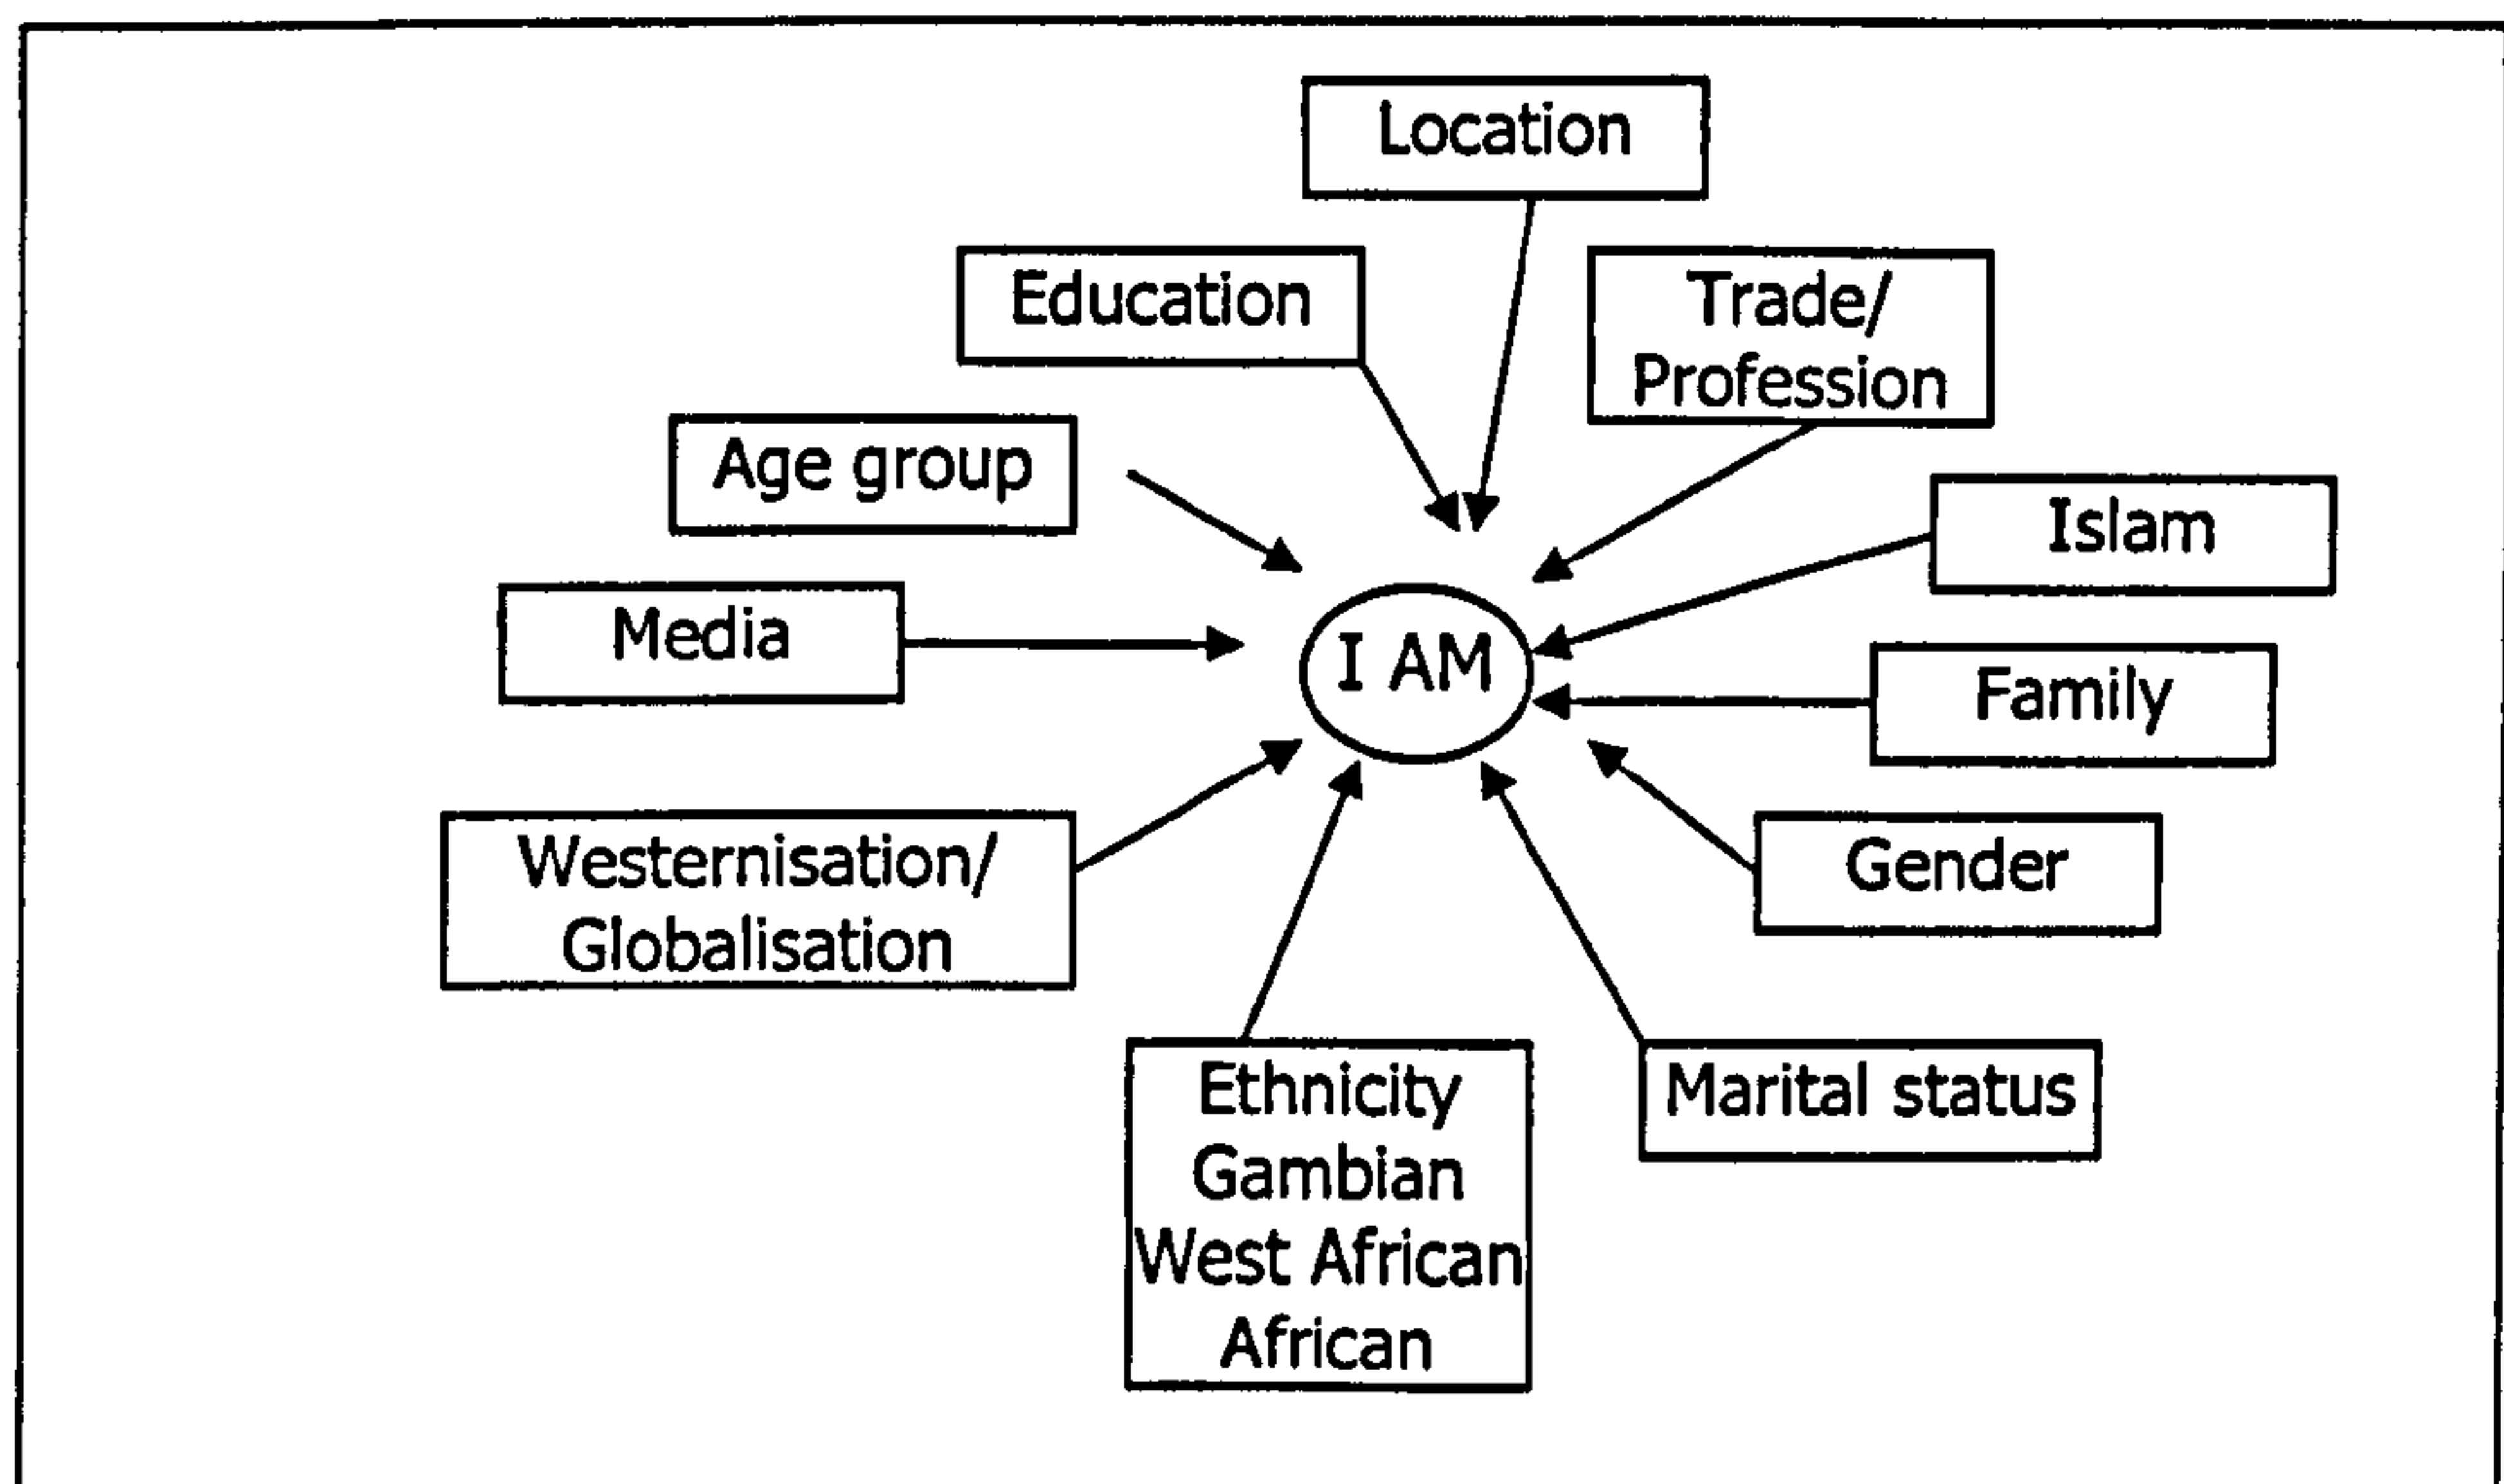 Location
Education
Trade/
Profession
Age group
Islam
Media
I AM
Family
Westernisation/
Globalisation
Gender
Ethnicity
Gambian
West African
African
Marital status